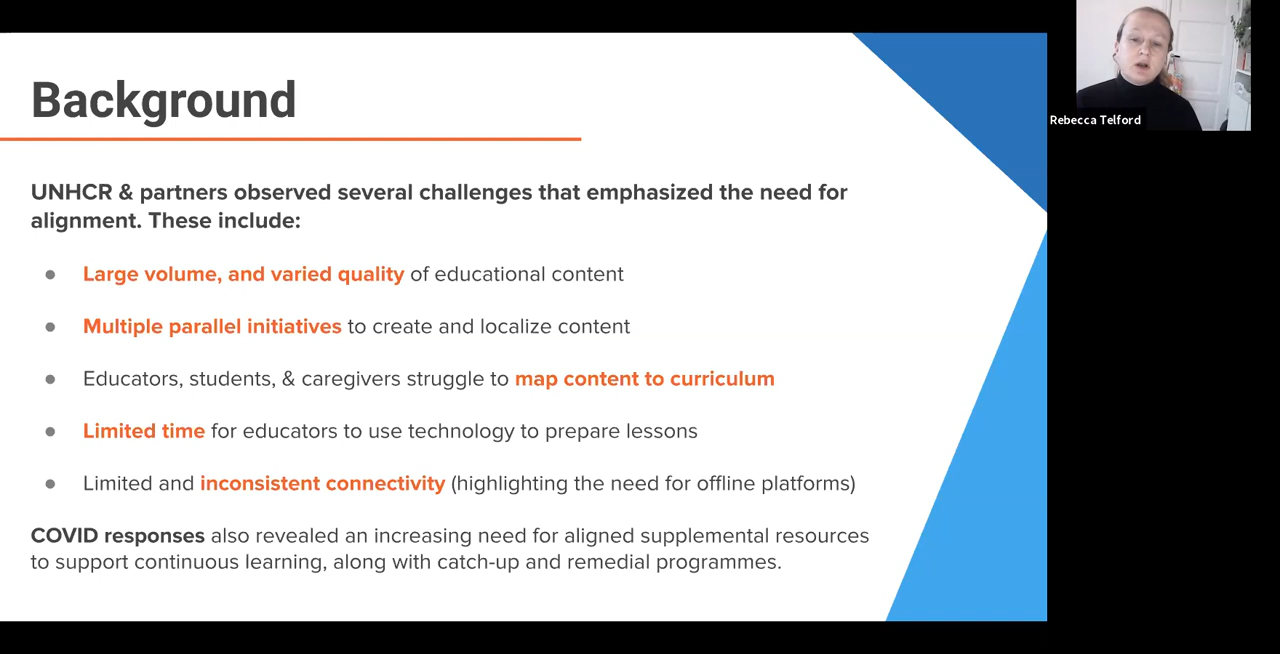 Background
UNHCR & partners observed several challenges that emphasized the need for
alignment. These include:
● Large volume, and varied quality of educational content
● Multiple parallel initiatives to create and localize content
● Educators, students, & caregivers struggle to map content to curriculum
● Limited time for educators to use technology to prepare lessons
● Limited and inconsistent connectivity (highlighting the need for offline platforms)
COVID responses also revealed an increasing need for aligned supplemental resources
to support continuous learning, along with catch-up and remedial programmes.
Rebecca Telford